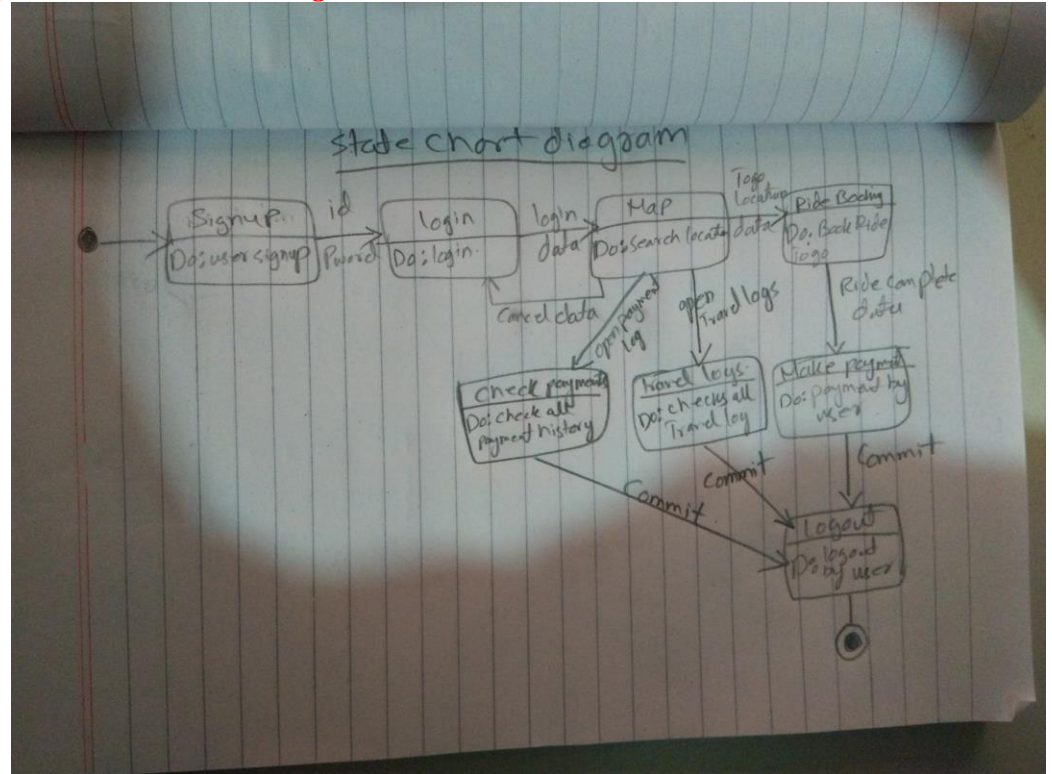 state chart diagram
Signup
Do: user signup
id
Pword
login
Do: login.
login
data
Map
Do: search locatn
Togo
Location
data
Ride Booking
Do: Book Ride
togo
Cancel data
open payment
log
open
Travel logs
Ride complete
data
Check payments
Do: check all
payment history
travel logs.
Do: checks all
Travel log
Make payment
Do: payment by
user
Commit
Commit
Commit
Logout
Do: logout
by user